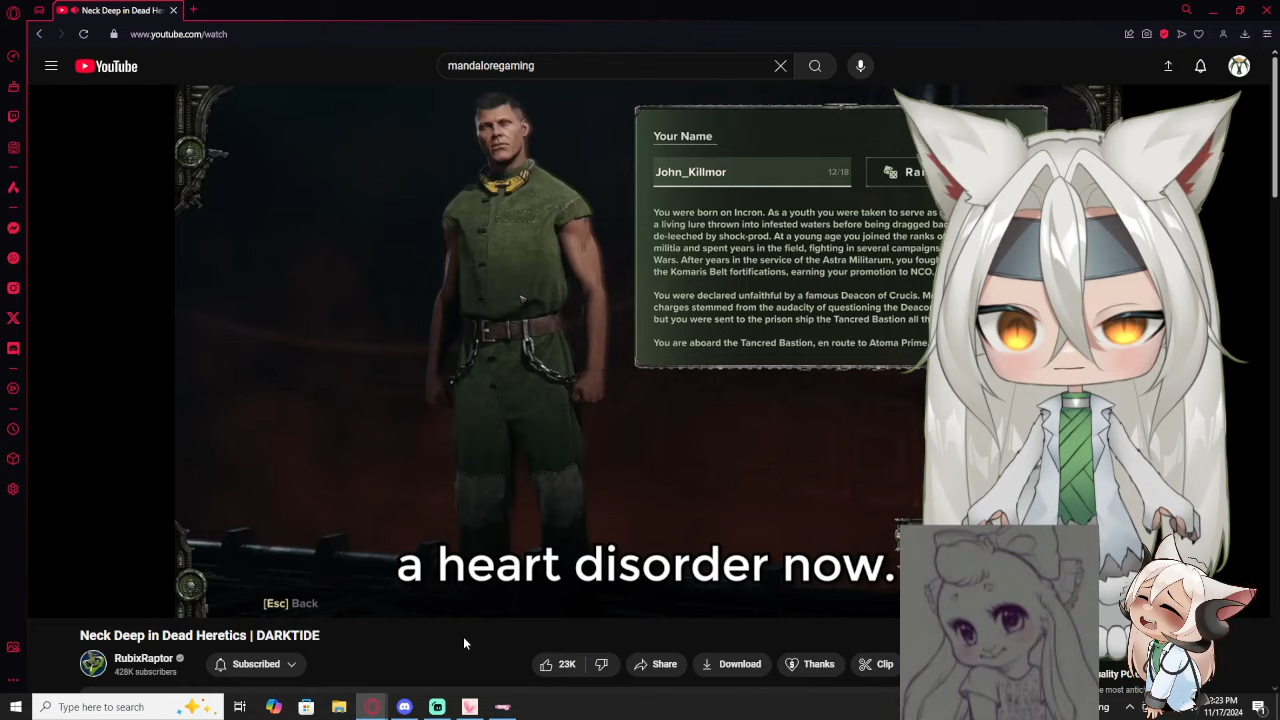 Neck Deep in Dead He
www.youtube.com/watch
YouTube
mandaloregaming
Your Name
John_Killmor
12/18
You were born on Incron. As a youth you were taken to serve as
a living lure thrown into infested waters before being dragged
de-leeched by shock-prod. At a young age you joined the ranks of
militia and spent years in the field, fighting in several campaigns
Wars. After years in the service of the Astra Militarum, you
the Komaris Belt fortifications, earning your promotion to NCO.
You were declared unfaithful by a famous Deacon of Crucis.
charges stemmed from the audacity of questioning the
but you were sent to the prison ship the Tancred Bastion all
You are aboard the Tancred Bastion, en route to Atoma Prime.
a heart disorder now.
[Esc] Back
Neck Deep in Dead Heretics | DARKTIDE
RubixRaptor
428K subscribers
Subscribed
23K
Share
Download
Thanks
Clip
Type here to search
11/17/2024